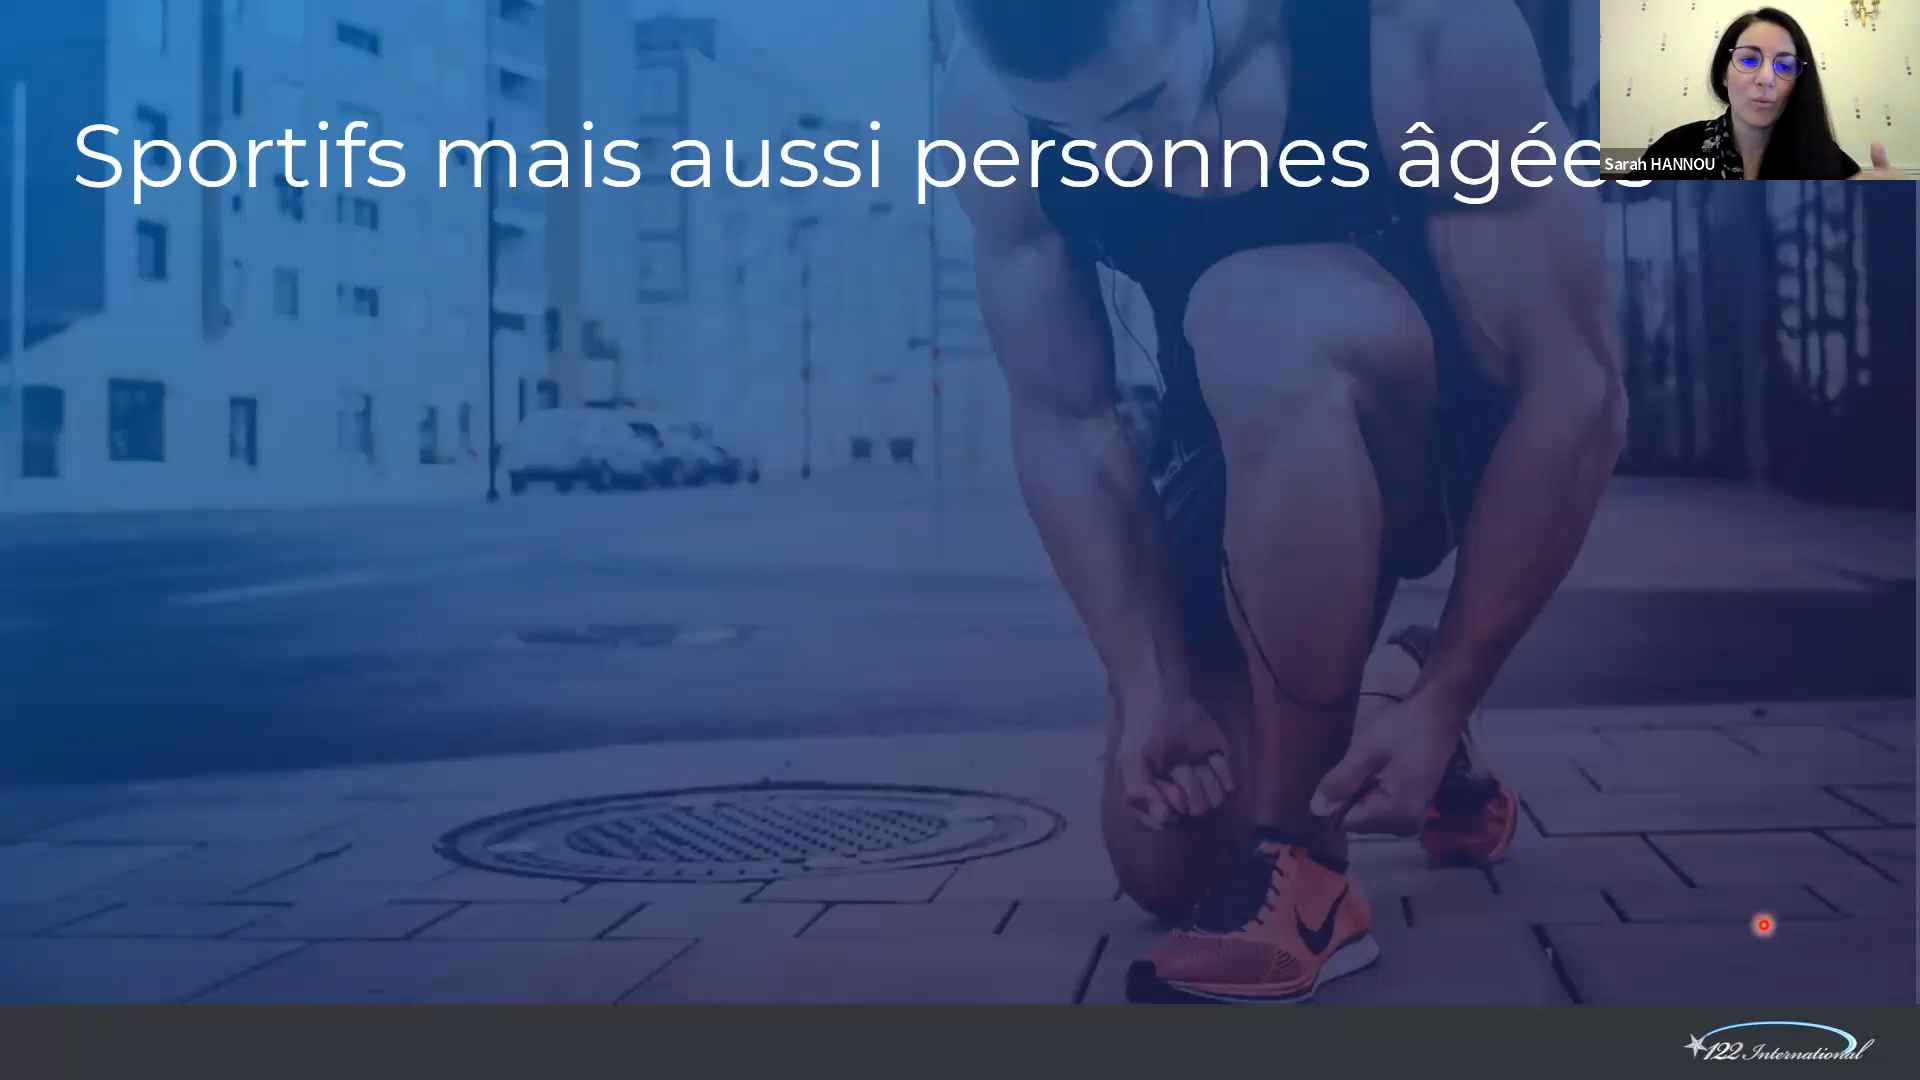 Sportifs mais aussi personnes âgées
Sarah HANNOU
122 International